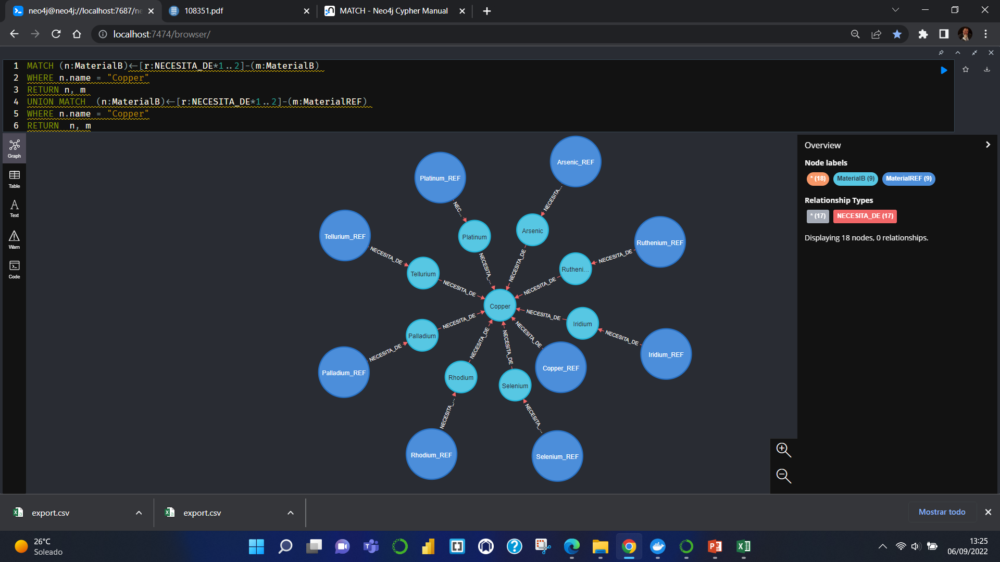 neo4j@neo4j://localhost:7687/ne
108351.pdf
MATCH - Neo4j Cypher Manual
localhost:7474/browser/
1 MATCH (n:MaterialB)<-[r:NECESITA_DE*1..2]-(m:MaterialB)
2 WHERE n.name = "Copper"
3 RETURN n, m
4 UNION MATCH (n:MaterialB)<-[r:NECESITA_DE*1..2]-(m:MaterialREF)
5 WHERE n.name = "Copper"
6 RETURN n, m
Graph
Table
Text
Warn
Code
Arsenic_REF
Platinum_REF
NECESITA...
NEC...
Tellurium_REF
Platinum
Arsenic
Ruthenium_REF
NECESITA_DE
NECESITA_DE
NECESITA_...
NECESITA_DE
Tellurium
Rutheni...
NECESITA_DE
NECESITA_DE
Copper
NECESITA_DE
NECESITA_DE
Iridium
Palladium
NECESITA_DE
NECESITA_DE
NECESITA_DE
NECESITA_DE
NECESITA_DE
Iridium_REF
Palladium_REF
Copper_REF
Rhodium
Selenium
NECESITA_...
NECESITA_...
Rhodium_REF
Selenium_REF
Overview
Node labels
* (18) MaterialB (9) MaterialREF (9)
Relationship Types
* (17) NECESITA_DE (17)
Displaying 18 nodes, 0 relationships.
export.csv
export.csv
Mostrar todo
26°C
Soleado
13:25
06/09/2022